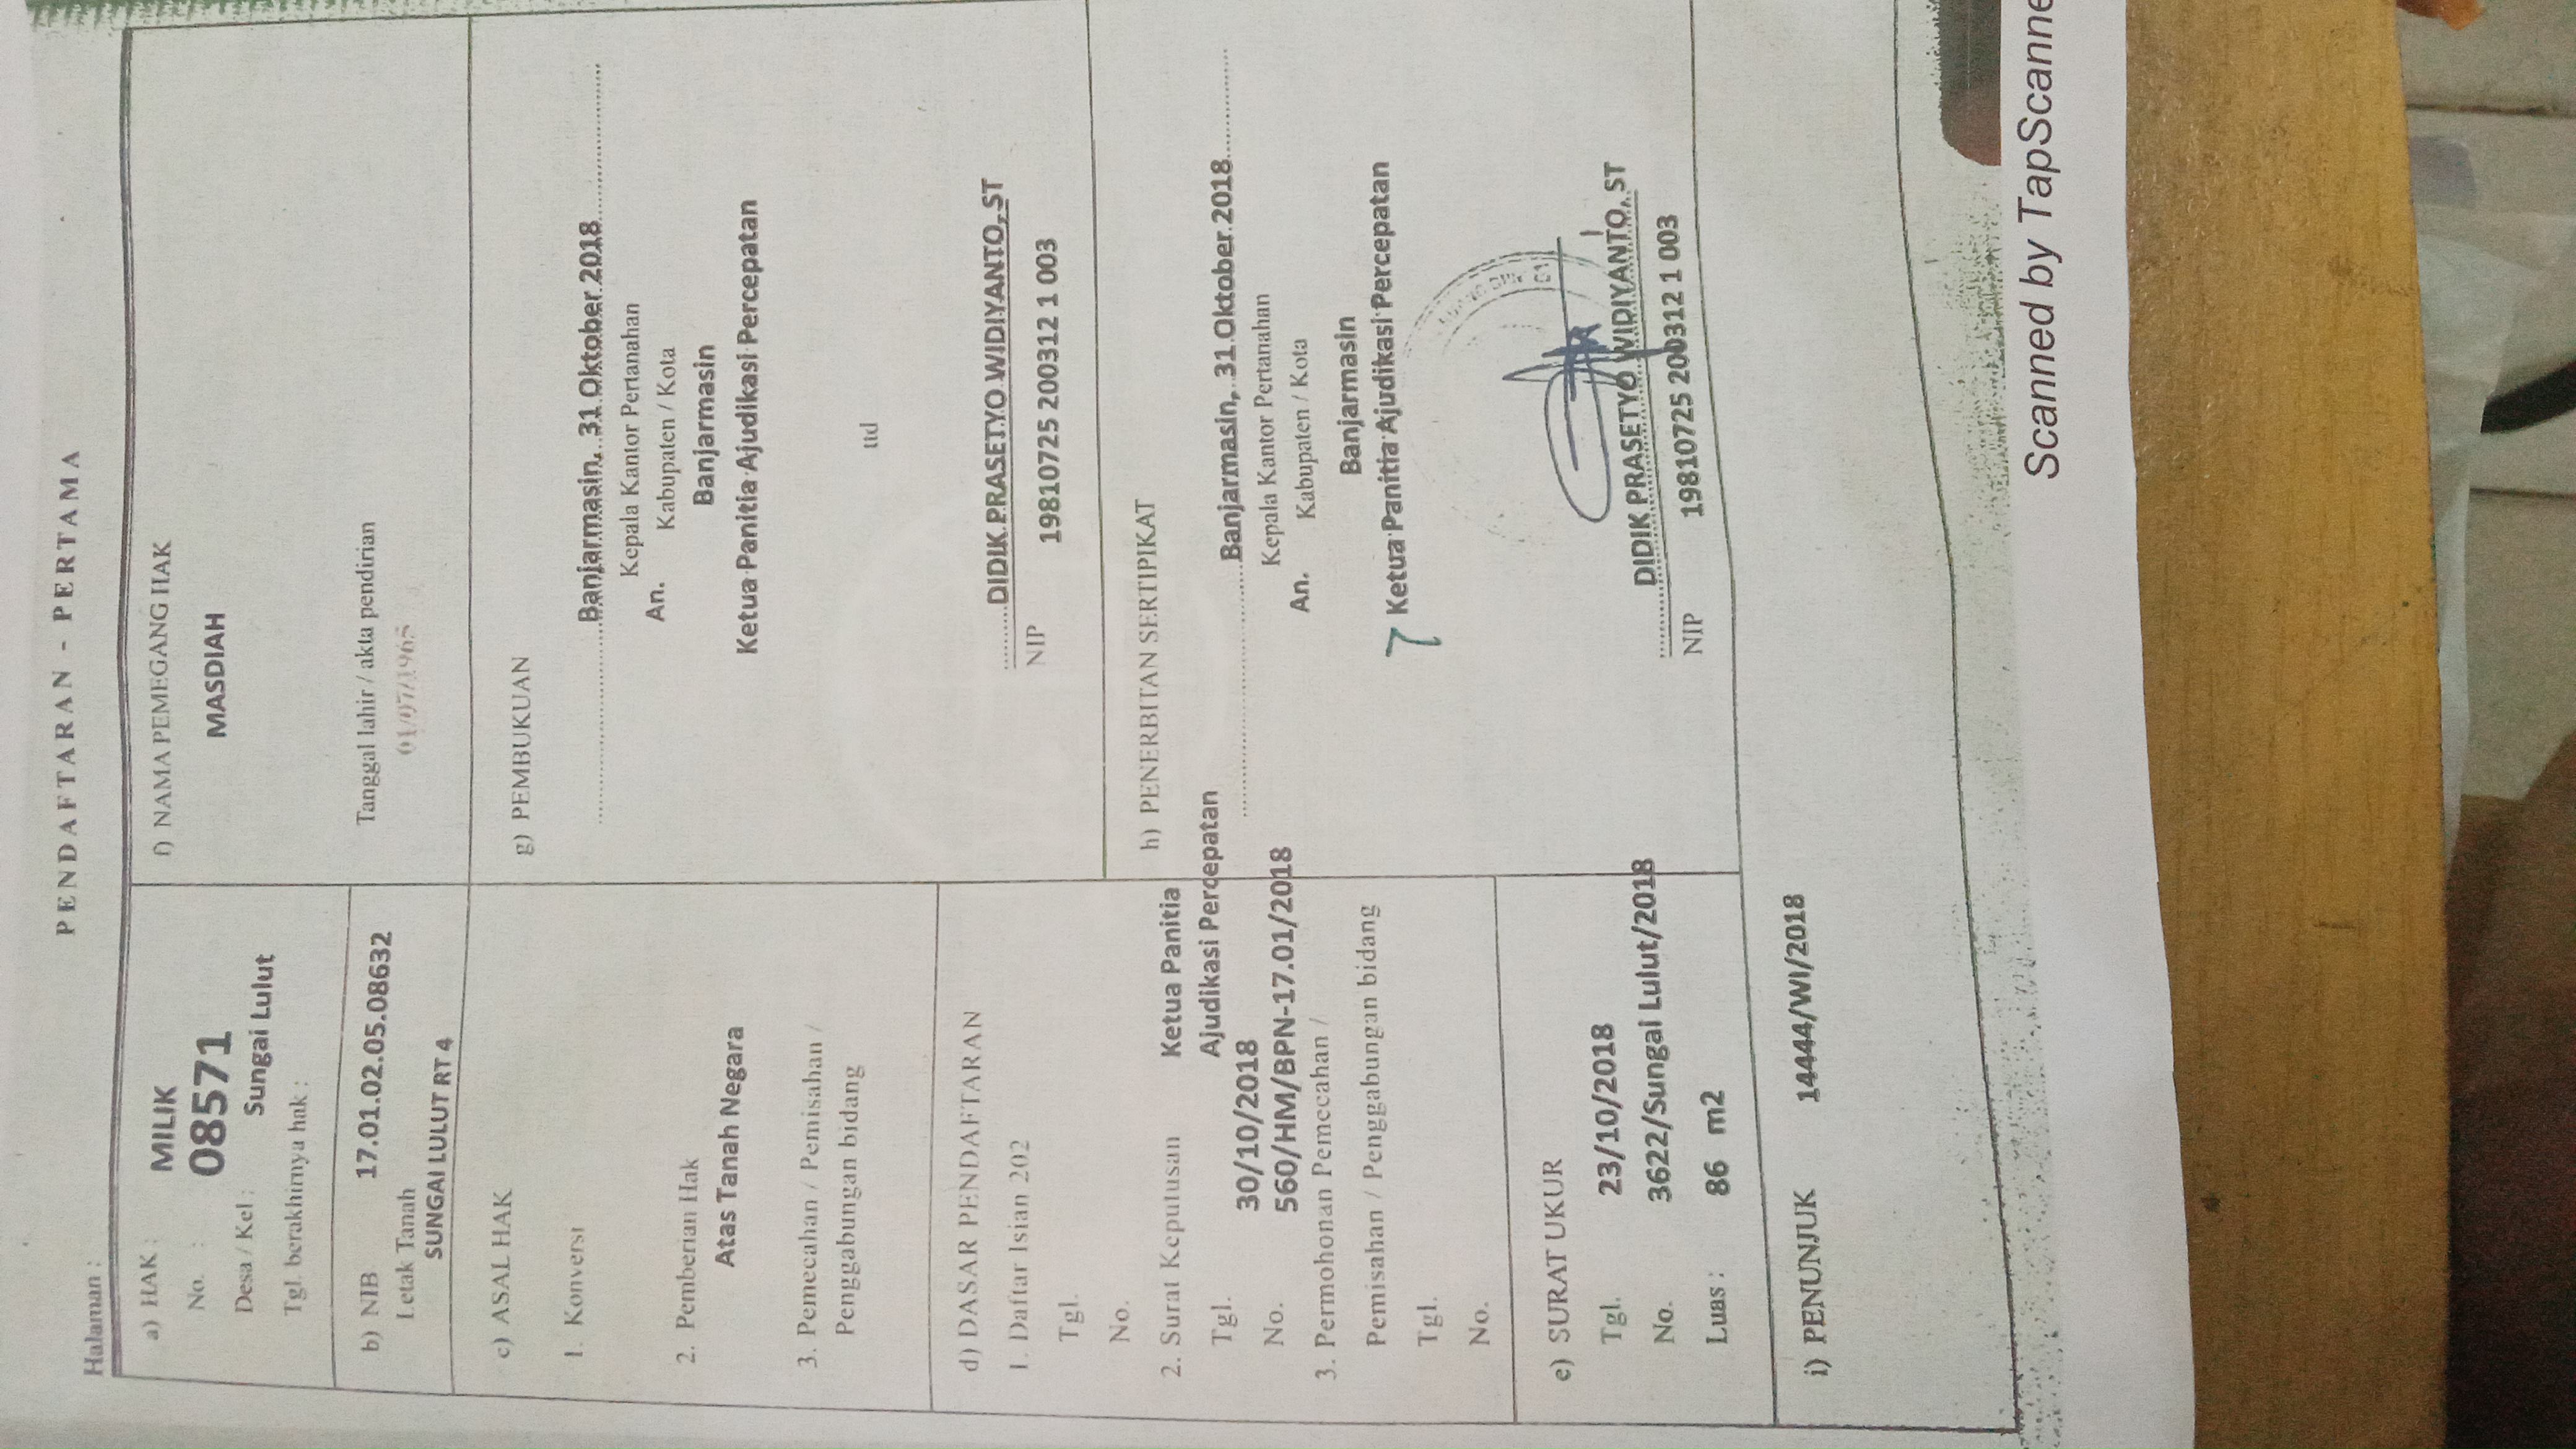 PENDAFTARAN - PERTAMA
Halaman :
a) HAK : MILIK
No. : 08571
Desa / Kel : Sungai Lulut
Tgl. berakhirnya hak :
b) NIB 17.01.02.05.08632
Letak Tanah
SUNGAI LULUT RT 4
c) ASAL HAK
1. Konversi
2. Pemberian Hak
Atas Tanah Negara
3. Pemecahan / Pemisahan /
Penggabungan bidang
d) DASAR PENDAFTARAN
1. Daftar Isian 202
Tgl.
No.
2. Surat Keputusan Ketua Panitia
Ajudikasi Percepatan
Tgl. 30/10/2018
No. 560/HM/BPN-17.01/2018
3. Permohonan Pemecahan /
Pemisahan / Penggabungan bidang
Tgl.
No.
e) SURAT UKUR
Tgl. 23/10/2018
No. 3622/Sungai Lulut/2018
Luas : 86 m2
f) NAMA PEMEGANG HAK
MASDIAH
Tanggal lahir / akta pendirian
01/07/1965
g) PEMBUKUAN
Banjarmasin, 31 Oktober 2018
Kepala Kantor Pertanahan
An. Kabupaten / Kota
Banjarmasin
Ketua Panitia Ajudikasi Percepatan
ttd
DIDIK PRASETYO WIDIYANTO, ST
NIP 19810725 200312 1 003
h) PENERBITAN SERTIPIKAT
Banjarmasin, 31 Oktober 2018
Kepala Kantor Pertanahan
An. Kabupaten / Kota
Banjarmasin
Ketua Panitia Ajudikasi Percepatan
DIDIK PRASETYO WIDIYANTO, ST
NIP 19810725 200312 1 003
i) PENUNJUK 14444/WI/2018
Scanned by TapScanne